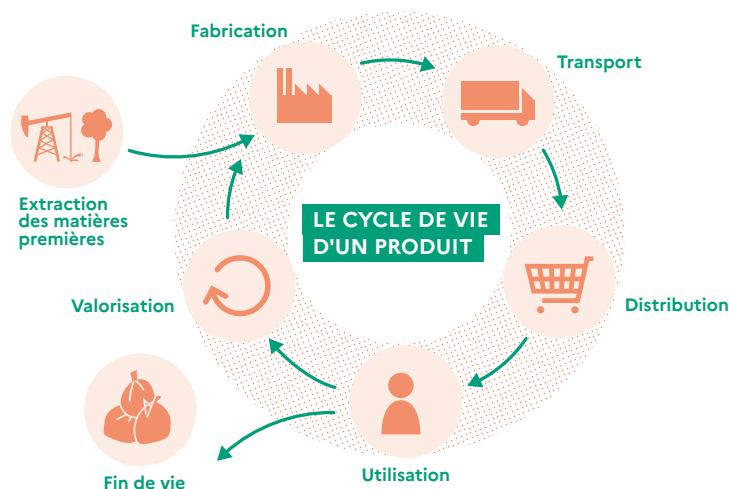 Fabrication
Transport
Extraction
des matières
premières
LE CYCLE DE VIE
D'UN PRODUIT
Valorisation
Distribution
Utilisation
Fin de vie